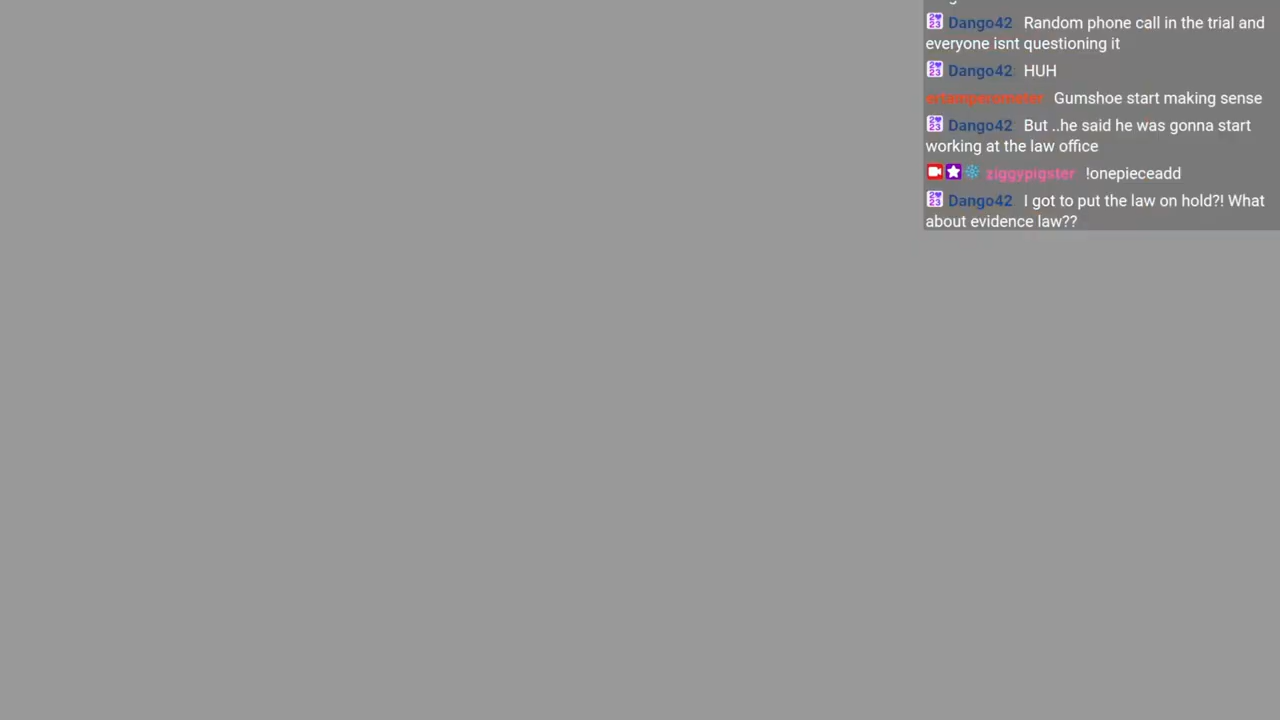 Dango42 Random phone call in the trial and
everyone isnt questioning it
Dango42 HUH
Gumshoe start making sense
Dango42 But ..he said he was gonna start
working at the law office
ziggypigster !onepieceadd
Dango42 I got to put the law on hold?! What
about evidence law??